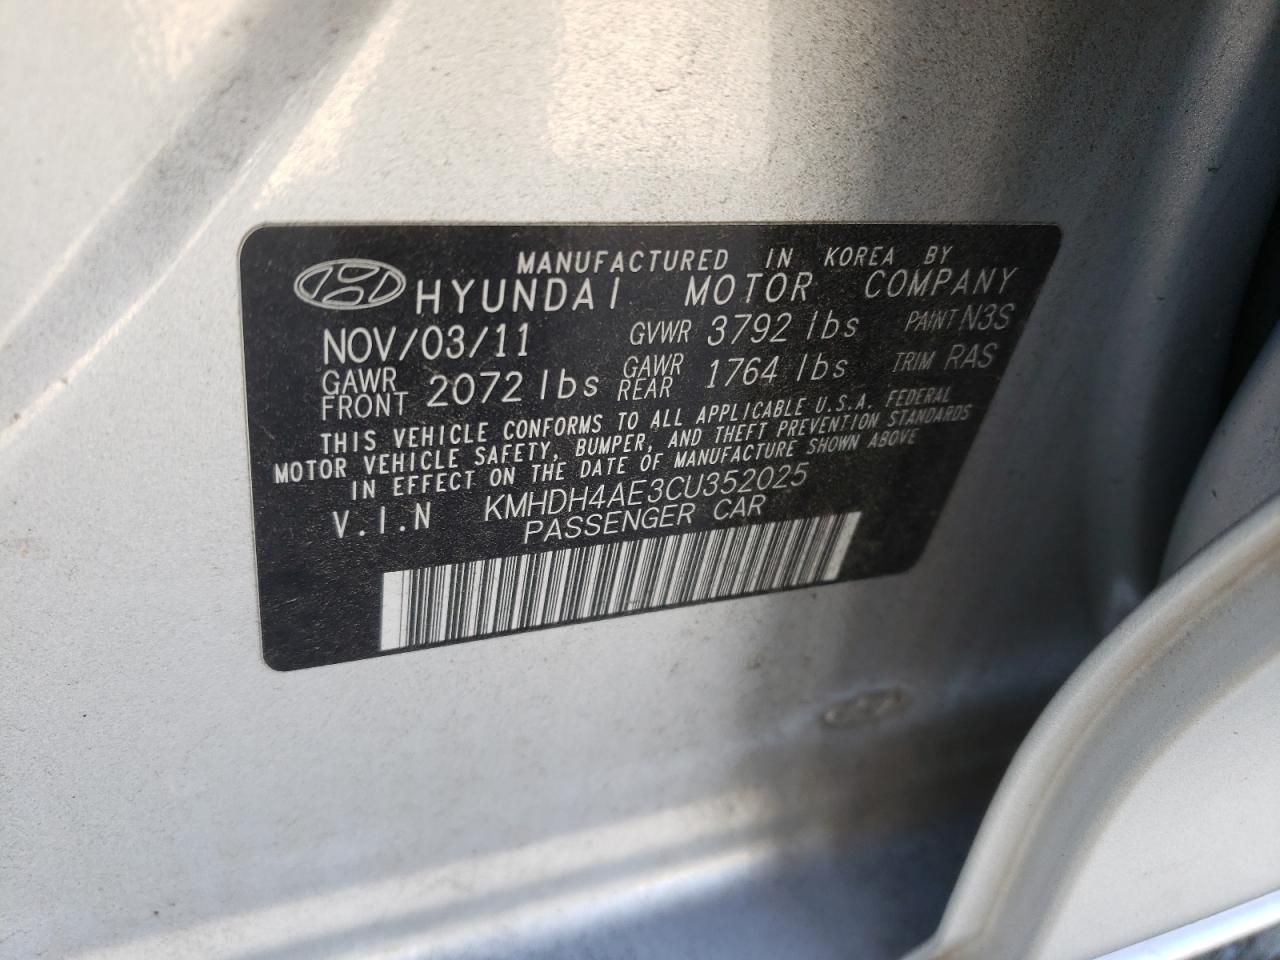 MANUFACTURED IN KOREA BY
HYUNDAI MOTOR COMPANY
NOV/03/11 GVWR 3792 lbs PAINT N3S
GAWR FRONT 2072 lbs GAWR REAR 1764 lbs TRIM RAS
THIS VEHICLE CONFORMS TO ALL APPLICABLE U.S.A. FEDERAL
MOTOR VEHICLE SAFETY, BUMPER, AND THEFT PREVENTION STANDARDS
IN EFFECT ON THE DATE OF MANUFACTURE SHOWN ABOVE
V.I.N KMHDH4AE3CU352025
PASSENGER CAR